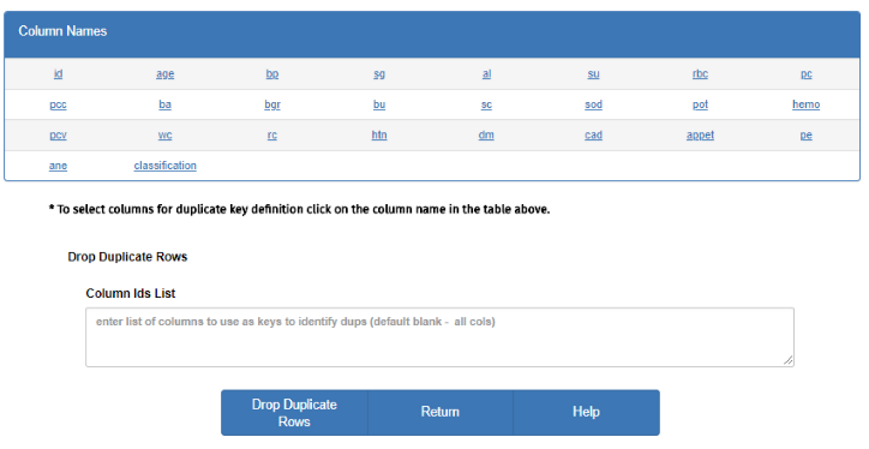 Column Names
id age bp sg al su rbc pc
pcc ba bgr bu sc sod pot hemo
pcv wc rc htn dm cad appet pe
ane classification
* To select columns for duplicate key definition click on the column name in the table above.
Drop Duplicate Rows
Column Ids List
enter list of columns to use as keys to identify dups (default blank - all cols)
Drop Duplicate Rows Return Help